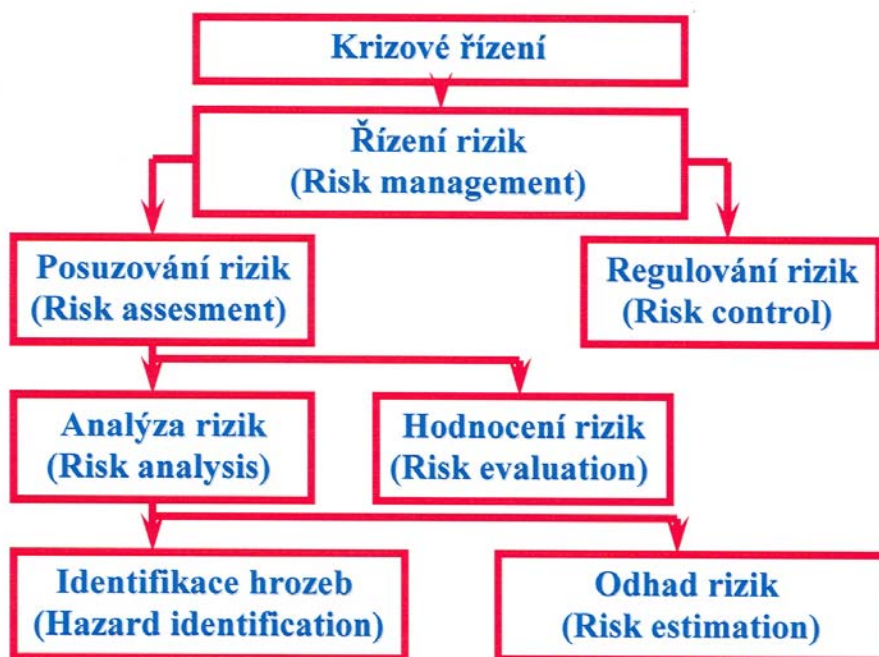 Krizové řízení
Řízení rizik
(Risk management)
Posuzování rizik
(Risk assesment)
Regulování rizik
(Risk control)
Analýza rizik
(Risk analysis)
Hodnocení rizik
(Risk evaluation)
Identifikace hrozeb
(Hazard identification)
Odhad rizik
(Risk estimation)